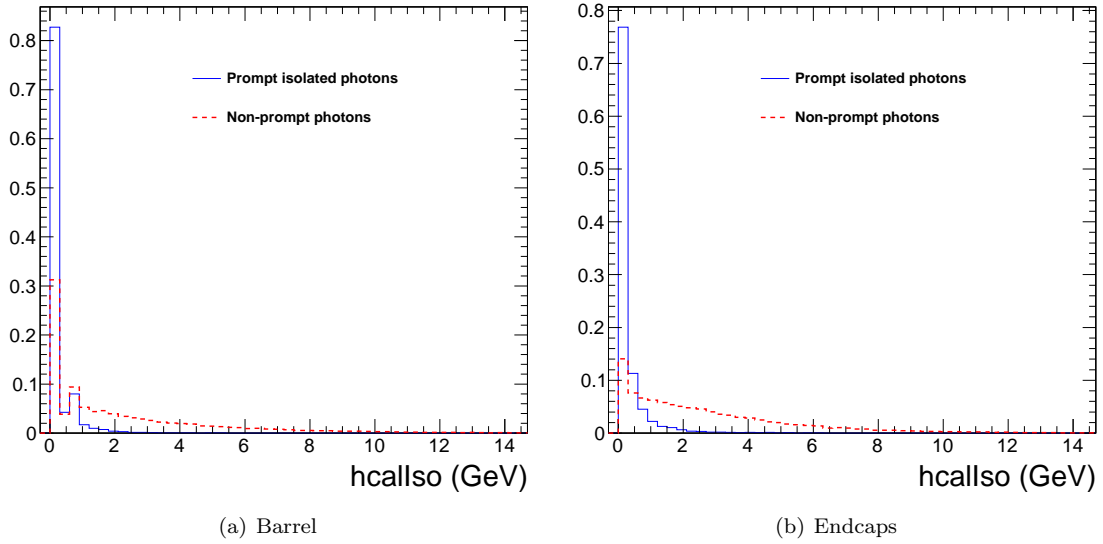 0.8
0.7
0.6
0.5
0.4
0.3
0.2
0.1
0
0 2 4 6 8 10 12 14
Prompt isolated photons
Non-prompt photons
hcalIso (GeV)
(a) Barrel
0.8
0.7
0.6
0.5
0.4
0.3
0.2
0.1
0
0 2 4 6 8 10 12 14
Prompt isolated photons
Non-prompt photons
hcalIso (GeV)
(b) Endcaps